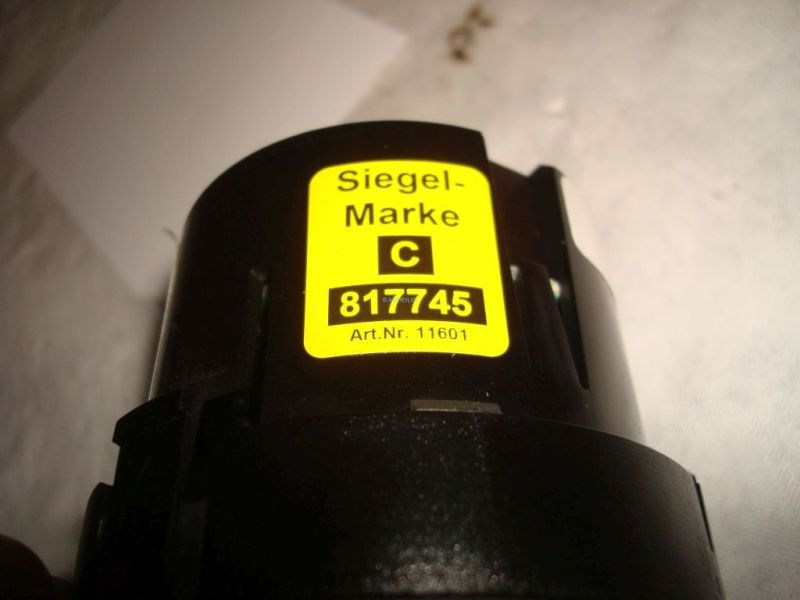 Siegel-
Marke
C
817745
Art.Nr. 11601